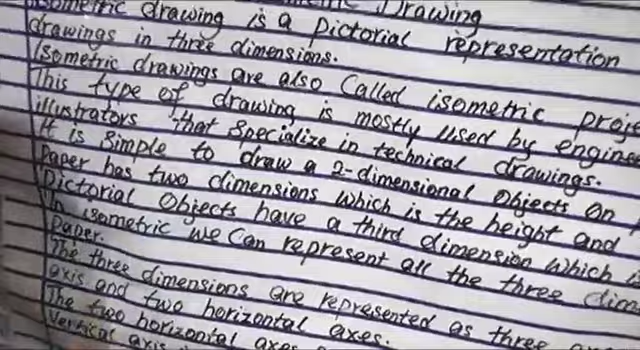 Drawing
Isometric drawing is a pictorial representation
drawings in three dimensions.
Isometric drawings are also Called isometric proj
This type of drawing is mostly used by engine
illustrators that Specialize in technical drawings.
It is Simple to draw a 2-dimensional Objects on
Paper has two dimensions which is the height and
Pictorial Objects have a third dimension which
In isometric we Can represent all the three dim
Paper.
The three dimensions are represented as three
axis and two horizontal axes.
The two horizontal axes
Vertical axis